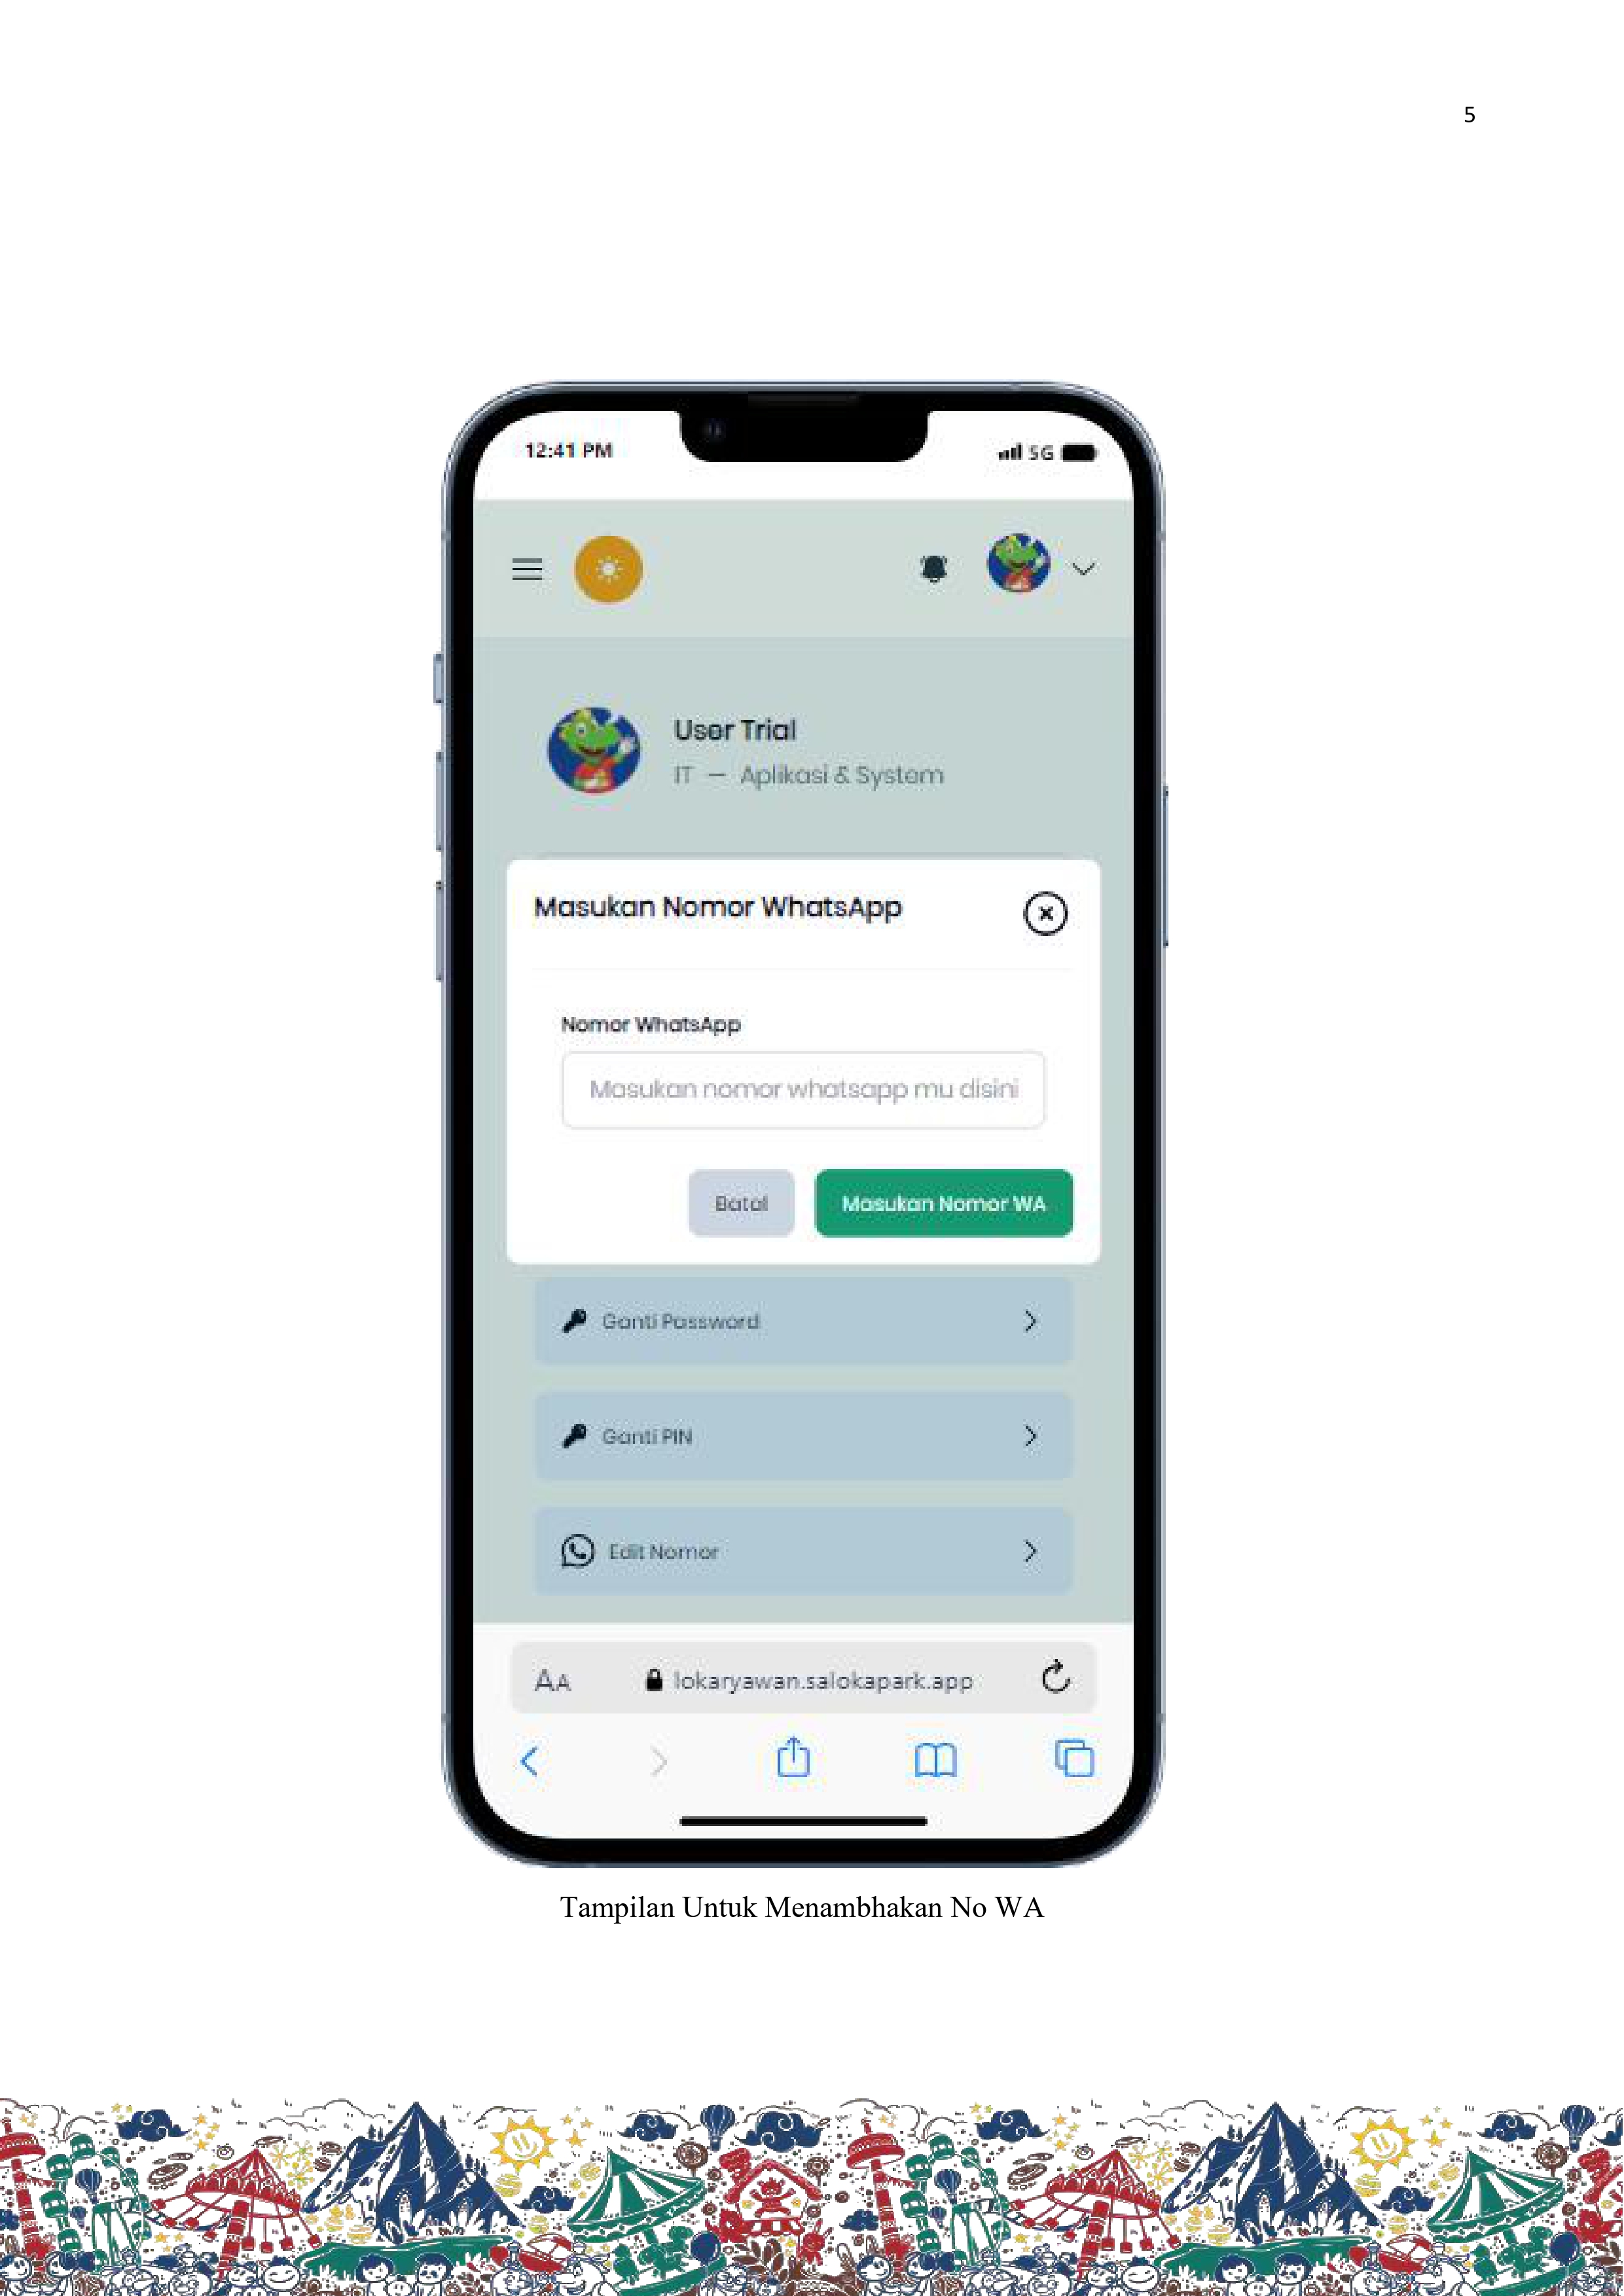 5
12:41 PM
5G
User Trial
IT — Aplikasi & System
Masukan Nomor WhatsApp
Nomor WhatsApp
Masukan nomor whatsapp mu disini
Batal
Masukan Nomor WA
Ganti Password
Ganti PIN
Edit Nomor
AA
lokaryawan.salokapark.app
Tampilan Untuk Menambhakan No WA